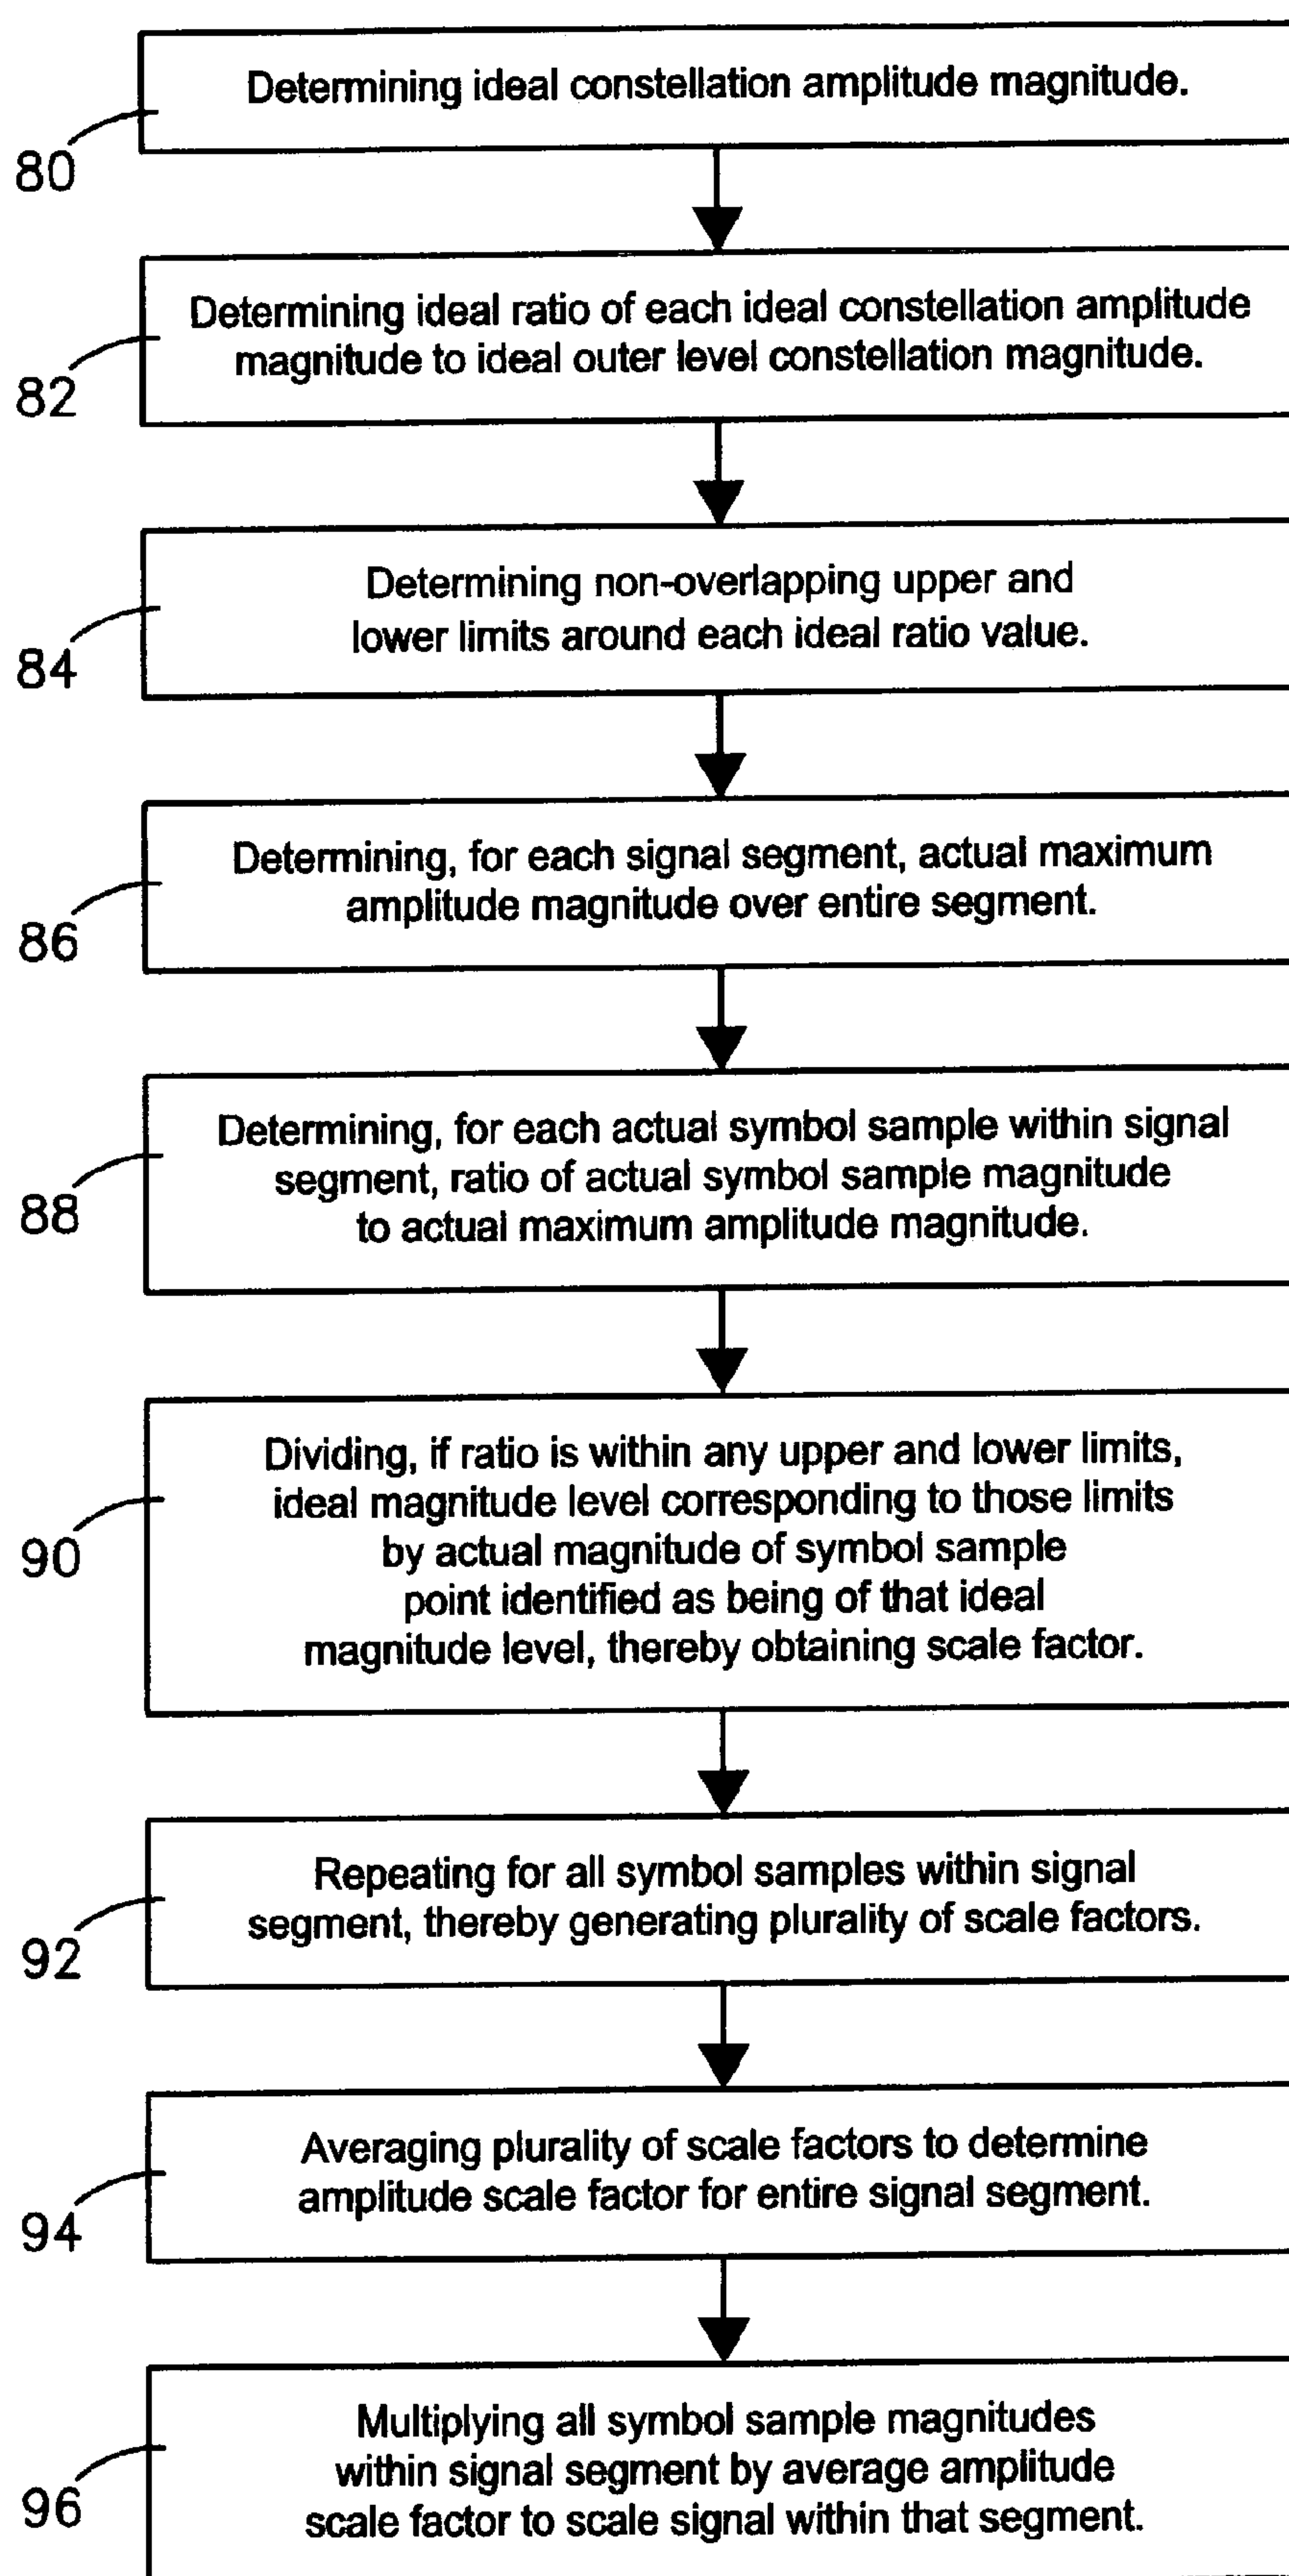 Determining ideal constellation amplitude magnitude.
80
Determining ideal ratio of each ideal constellation amplitude
magnitude to ideal outer level constellation magnitude.
82
Determining non-overlapping upper and
lower limits around each ideal ratio value.
84
Determining, for each signal segment, actual maximum
amplitude magnitude over entire segment.
86
Determining, for each actual symbol sample within signal
segment, ratio of actual symbol sample magnitude
to actual maximum amplitude magnitude.
88
Dividing, if ratio is within any upper and lower limits,
ideal magnitude level corresponding to those limits
by actual magnitude of symbol sample
point identified as being of that ideal
magnitude level, thereby obtaining scale factor.
90
Repeating for all symbol samples within signal
segment, thereby generating plurality of scale factors.
92
Averaging plurality of scale factors to determine
amplitude scale factor for entire signal segment.
94
Multiplying all symbol sample magnitudes
within signal segment by average amplitude
scale factor to scale signal within that segment.
96